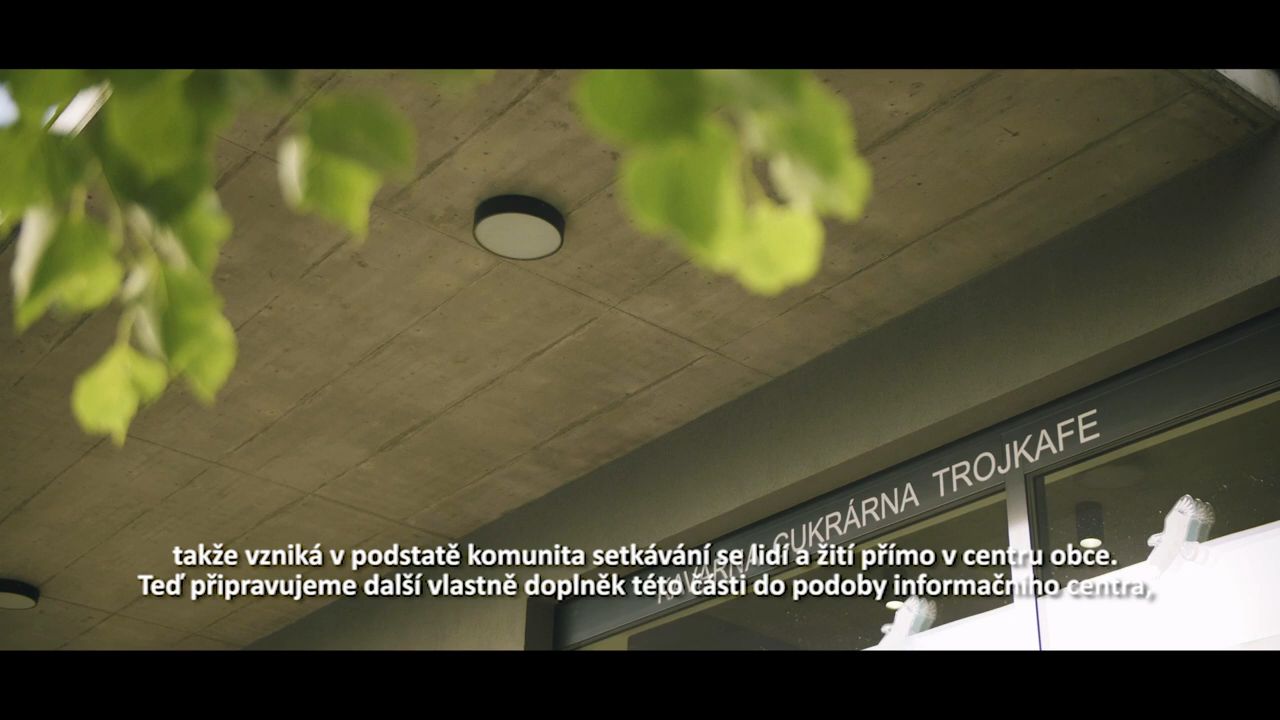 KAVÁRNA CUKRÁRNA TROJKAFE
takže vzniká v podstatě komunita setkávání se lidí a žití přímo v centru obce.
Teď připravujeme další vlastně doplněk této části do podoby informačního centra,